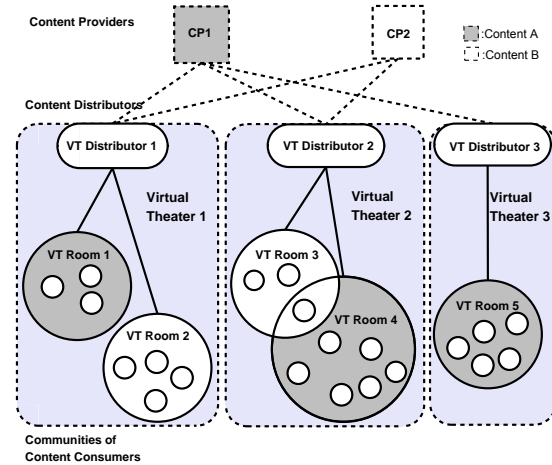 Content Providers
CP1
CP2
:Content A
:Content B
Content Distributors
VT Distributor 1
VT Distributor 2
VT Distributor 3
Virtual
Theater 1
Virtual
Theater 2
Virtual
Theater 3
VT Room 1
VT Room 2
VT Room 3
VT Room 4
VT Room 5
Communities of
Content Consumers